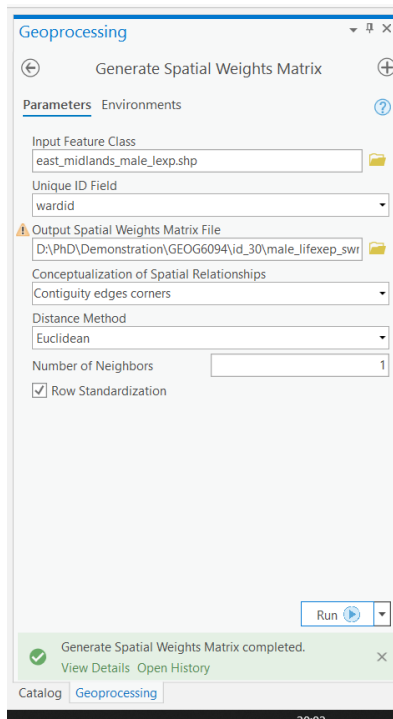 Geoprocessing
Generate Spatial Weights Matrix
Parameters Environments
Input Feature Class
east_midlands_male_lexp.shp
Unique ID Field
wardid
Output Spatial Weights Matrix File
D:\PhD\Demonstration\GEOG6094\id_30\male_lifexep_swr
Conceptualization of Spatial Relationships
Contiguity edges corners
Distance Method
Euclidean
Number of Neighbors 1
Row Standardization
Run
Generate Spatial Weights Matrix completed.
View Details Open History
Catalog Geoprocessing